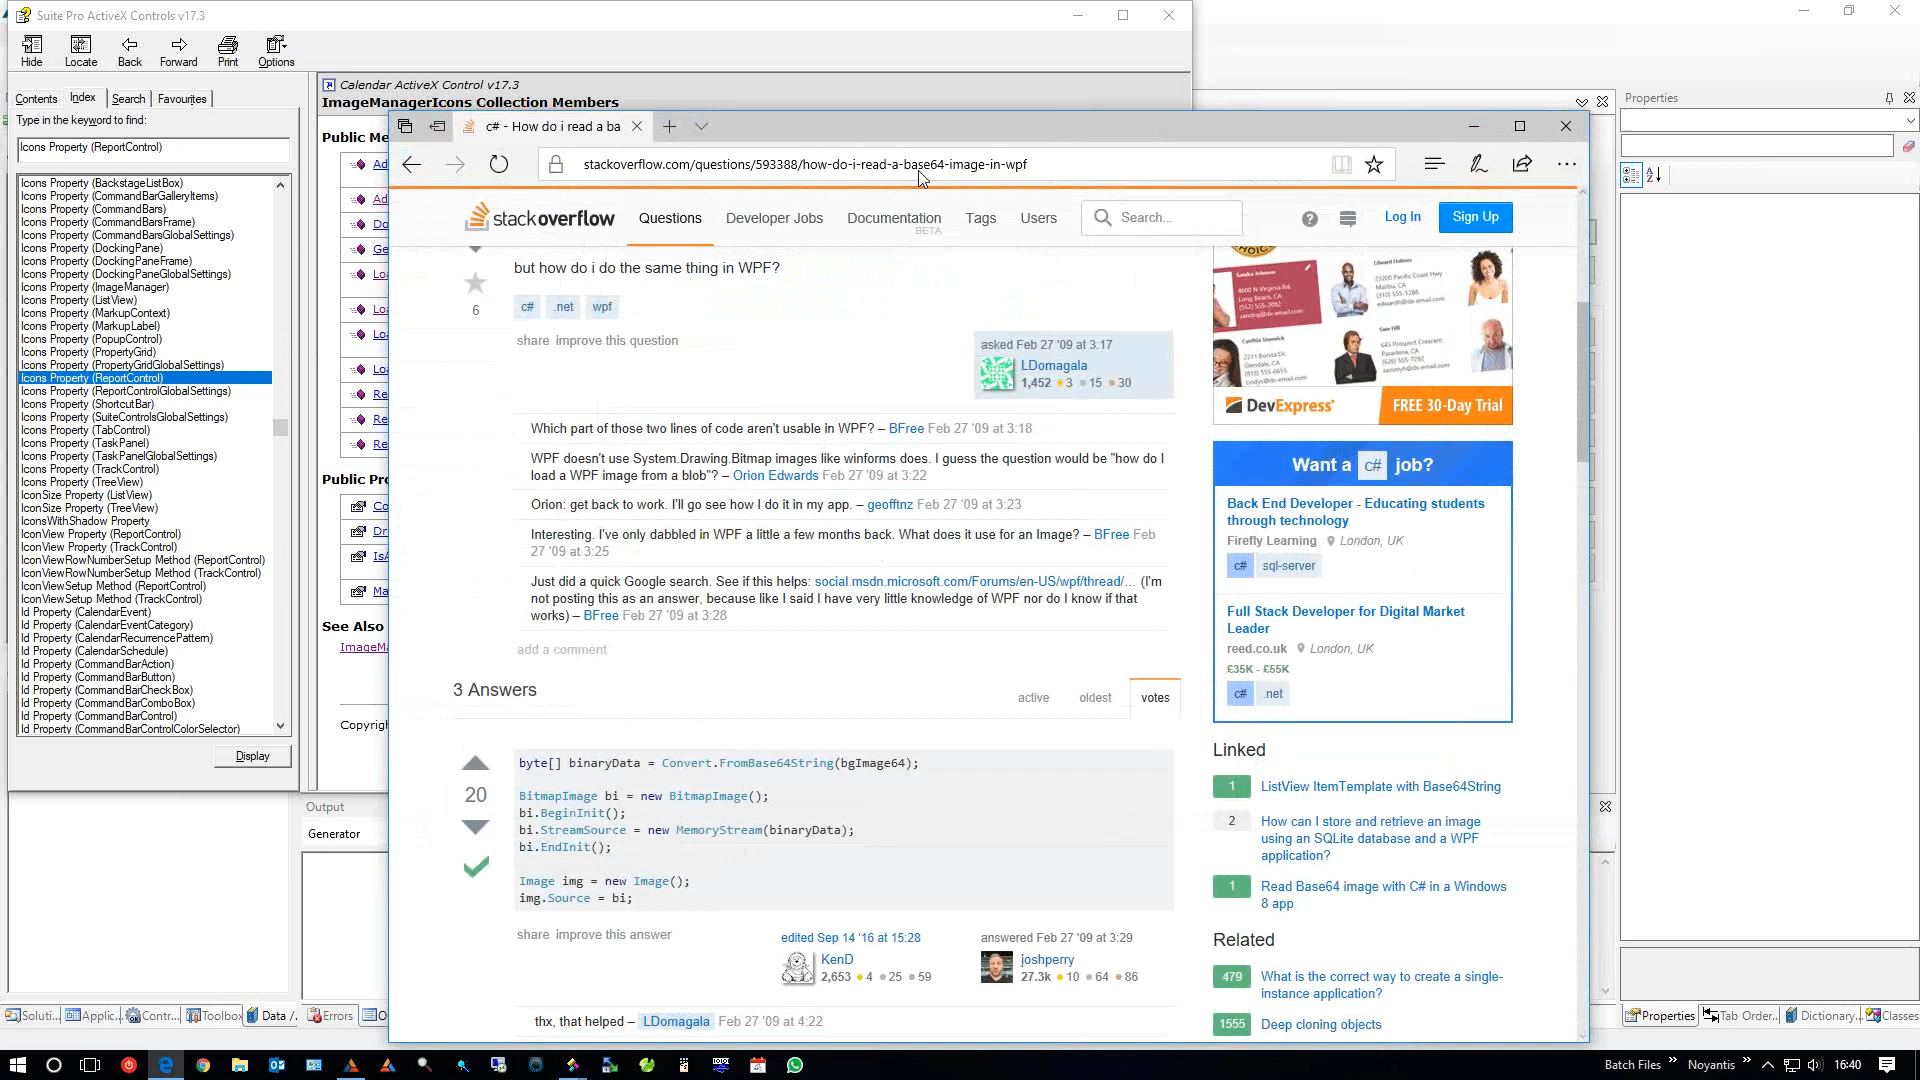 Suite Pro ActiveX Controls v17.3
Hide
Locate
Back
Forward
Print
Options
Contents
Index
Search
Favourites
Type in the keyword to find:
Icons Property (ReportControl)
Icons Property (BackstageListBox)
Icons Property (CommandBarGalleryItems)
Icons Property (CommandBars)
Icons Property (CommandBarsFrame)
Icons Property (CommandBarsGlobalSettings)
Icons Property (DockingPane)
Icons Property (DockingPaneFrame)
Icons Property (DockingPaneGlobalSettings)
Icons Property (ImageManager)
Icons Property (ListView)
Icons Property (MarkupContext)
Icons Property (MarkupLabel)
Icons Property (PopupControl)
Icons Property (PropertyGrid)
Icons Property (PropertyGridGlobalSettings)
Icons Property (ReportControl)
Icons Property (ReportControlGlobalSettings)
Icons Property (ShortcutBar)
Icons Property (SuiteControlsGlobalSettings)
Icons Property (TabControl)
Icons Property (TaskPanel)
Icons Property (TaskPanelGlobalSettings)
Icons Property (TrackControl)
Icons Property (TreeView)
IconSize Property (ListView)
IconSize Property (TreeView)
IconsWithShadow Property
IconView Property (ReportControl)
IconView Property (TrackControl)
IconViewRowNumberSetup Method (ReportControl)
IconViewRowNumberSetup Method (TrackControl)
IconViewSetup Method (ReportControl)
IconViewSetup Method (TrackControl)
Id Property (CalendarEvent)
Id Property (CalendarEventCategory)
Id Property (CalendarRecurrencePattern)
Id Property (CalendarSchedule)
Id Property (CommandBarAction)
Id Property (CommandBarButton)
Id Property (CommandBarCheckBox)
Id Property (CommandBarComboBox)
Id Property (CommandBarControl)
Id Property (CommandBarControlColorSelector)
Display
Calendar ActiveX Control v17.3
ImageManagerIcons Collection Members
Public Me
Ad
Ad
Do
Ge
Loa
Loa
Loa
Loa
Re
Re
Re
Public Pro
Co
Dr
IsA
Ma
See Also
ImageMa
Copyrigh
c# - How do i read a ba
stackoverflow.com/questions/593388/how-do-i-read-a-base64-image-in-wpf
stackoverflow
Questions
Developer Jobs
Documentation
BETA
Tags
Users
Search...
Log In
Sign Up
but how do i do the same thing in WPF?
6
c# .net wpf
share improve this question
asked Feb 27 '09 at 3:17
LDomagala
1,452 3 15 30
Which part of those two lines of code aren't usable in WPF? – BFree Feb 27 '09 at 3:18
WPF doesn't use System.Drawing.Bitmap images like winforms does. I guess the question would be "how do I
load a WPF image from a blob"? – Orion Edwards Feb 27 '09 at 3:22
Orion: get back to work. I'll go see how I do it in my app. – geofftnz Feb 27 '09 at 3:23
Interesting. I've only dabbled in WPF a little a few months back. What does it use for an Image? – BFree Feb
27 '09 at 3:25
Just did a quick Google search. See if this helps: social.msdn.microsoft.com/Forums/en-US/wpf/thread/… (I'm
not posting this as an answer, because like I said I have very little knowledge of WPF nor do I know if that
works) – BFree Feb 27 '09 at 3:28
add a comment
3 Answers
active
oldest
votes
20
byte[] binaryData = Convert.FromBase64String(bgImage64);
BitmapImage bi = new BitmapImage();
bi.BeginInit();
bi.StreamSource = new MemoryStream(binaryData);
bi.EndInit();
Image img = new Image();
img.Source = bi;
share improve this answer
edited Sep 14 '16 at 15:28
KenD
2,653 4 25 59
answered Feb 27 '09 at 3:29
joshperry
27.3k 10 64 86
thx, that helped – LDomagala Feb 27 '09 at 4:22
DevExpress
FREE 30-Day Trial
Want a c# job?
Back End Developer - Educating students
through technology
Firefly Learning London, UK
c# sql-server
Full Stack Developer for Digital Market
Leader
reed.co.uk London, UK
£35K - £55K
c# .net
Linked
1 ListView ItemTemplate with Base64String
2 How can I store and retrieve an image
using an SQLite database and a WPF
application?
1 Read Base64 image with C# in a Windows
8 app
Related
479 What is the correct way to create a single-
instance application?
1555 Deep cloning objects
Properties
Output
Generator
Soluti...
Applic...
Contr...
Toolbox
Data /
Errors
Properties
Tab Order...
Dictionary...
Classes
Batch Files
Noyantis
16:40